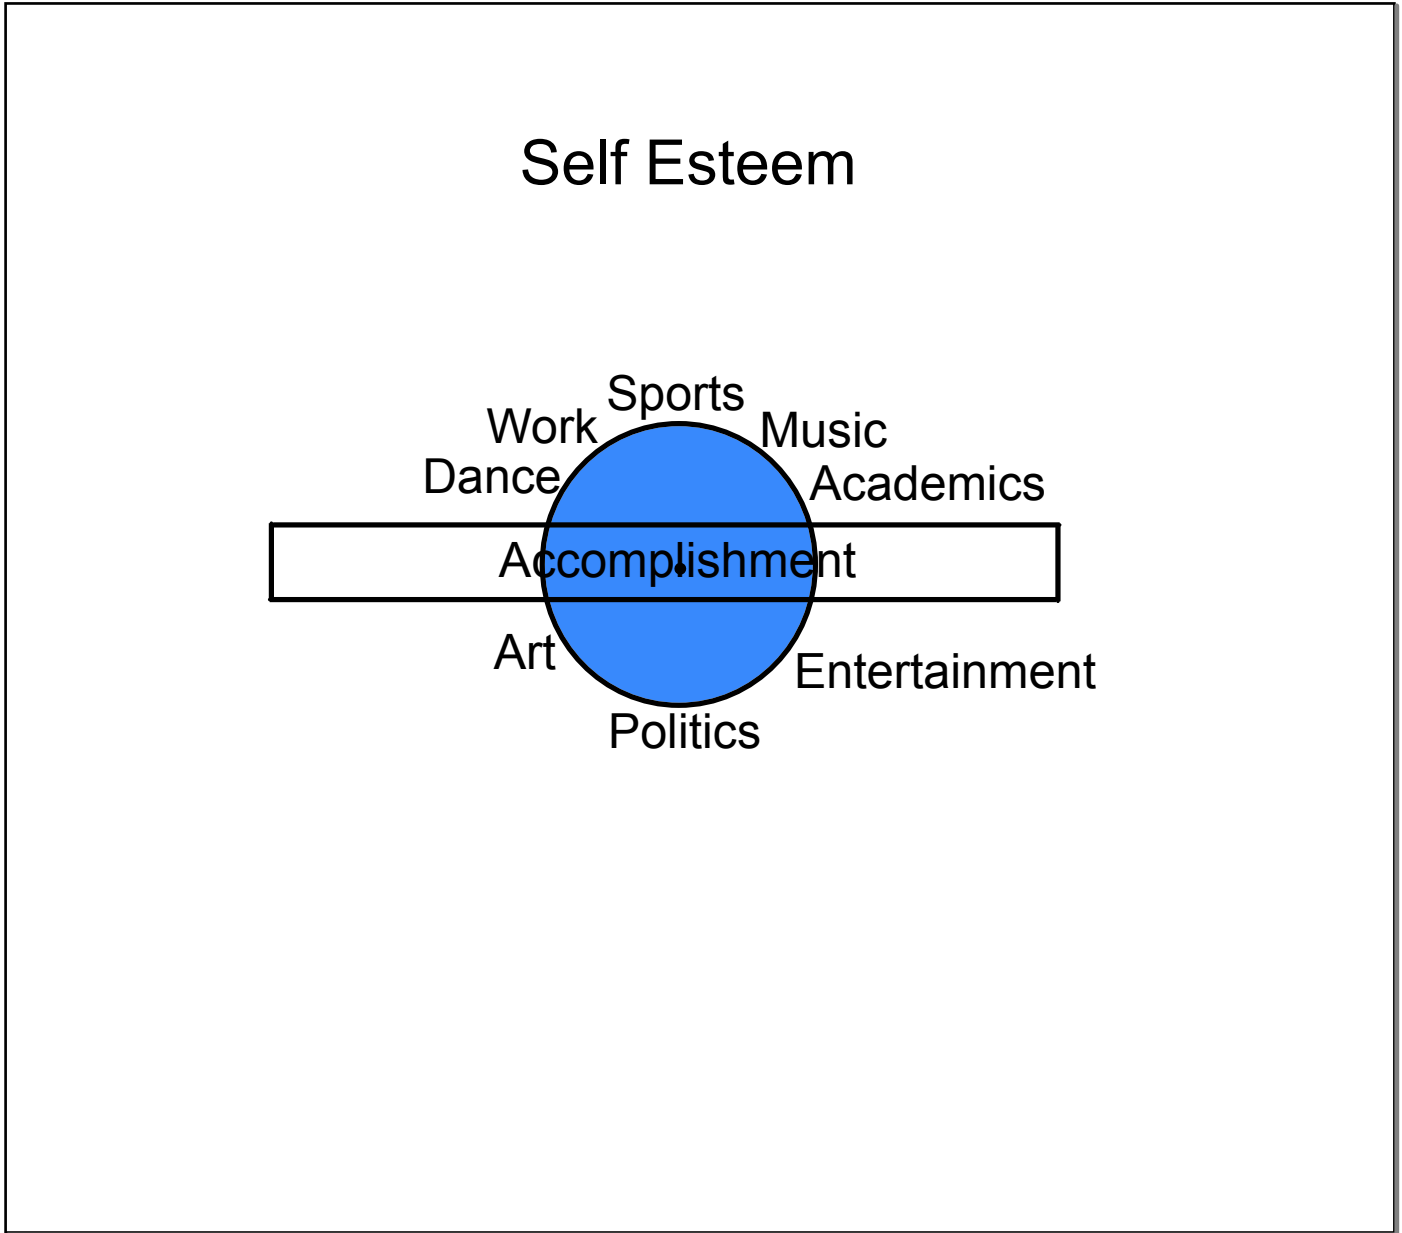 Self Esteem
Sports
Work
Music
Dance
Academics
Accomplishment
Art
Entertainment
Politics